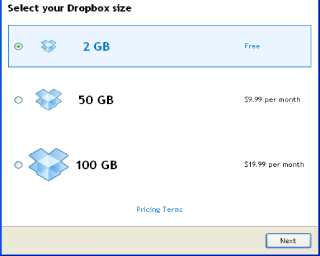 Select your Dropbox size
2 GB Free
50 GB $9.99 per month
100 GB $19.99 per month
Pricing Terms
Next